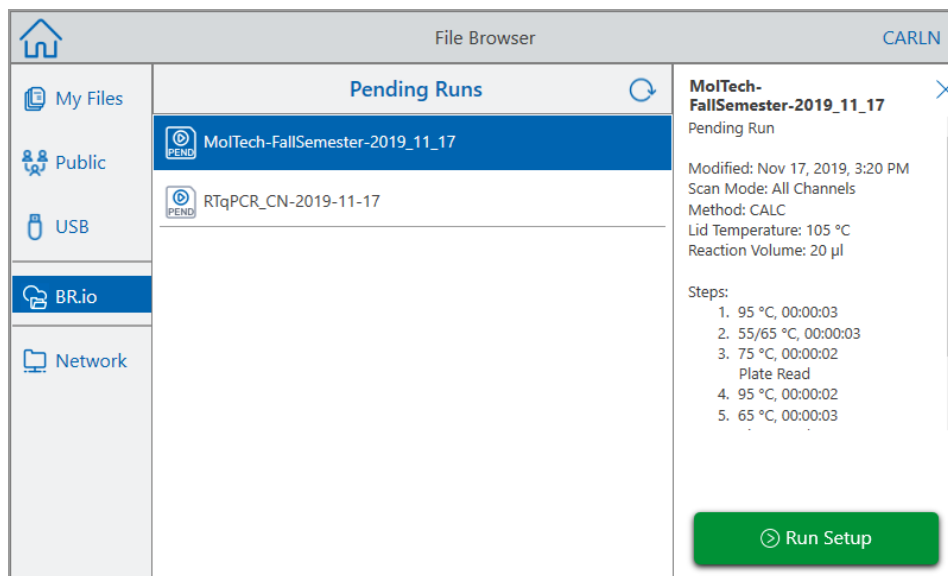 File Browser
CARLN
My Files
Public
USB
BR.io
Network
Pending Runs
PEND
MolTech-FallSemester-2019_11_17
PEND
RTqPCR_CN-2019-11-17
MolTech-
FallSemester-2019_11_17
Pending Run
Modified: Nov 17, 2019, 3:20 PM
Scan Mode: All Channels
Method: CALC
Lid Temperature: 105 °C
Reaction Volume: 20 µl
Steps:
1. 95 °C, 00:00:03
2. 55/65 °C, 00:00:03
3. 75 °C, 00:00:02
Plate Read
4. 95 °C, 00:00:02
5. 65 °C, 00:00:03
Run Setup